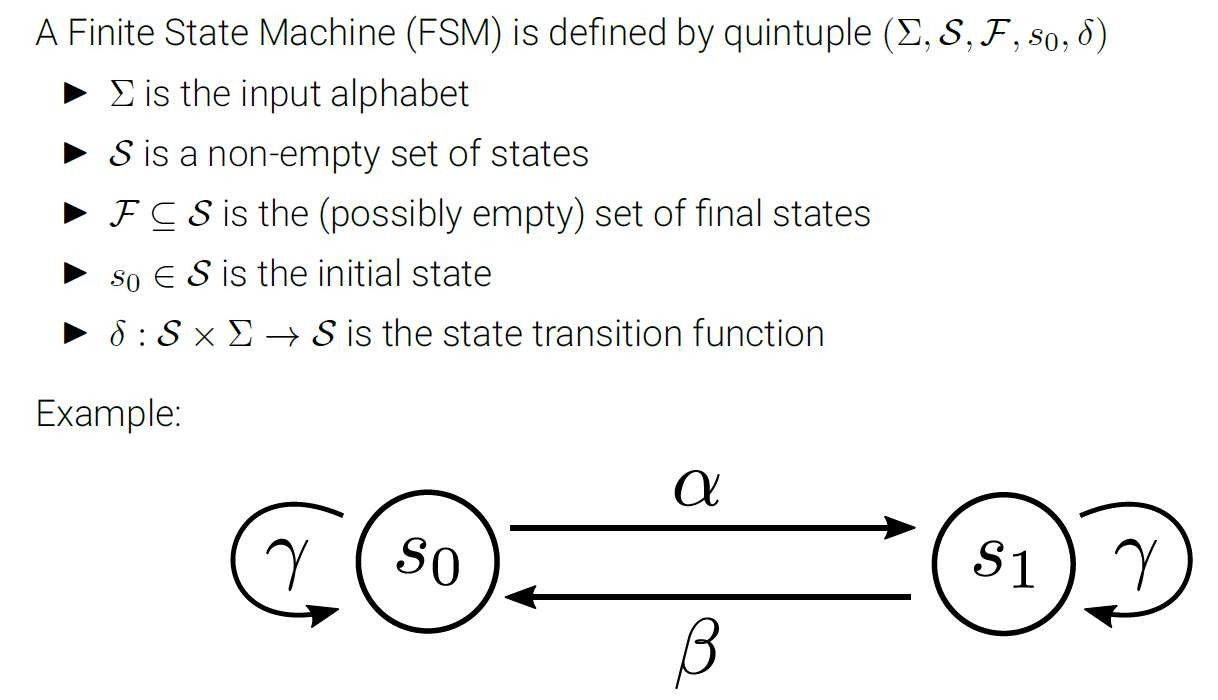 A Finite State Machine (FSM) is defined by quintuple (Σ, 𝒮, ℱ, s₀, δ)
▶ Σ is the input alphabet
▶ 𝒮 is a non-empty set of states
▶ ℱ ⊆ 𝒮 is the (possibly empty) set of final states
▶ s₀ ∈ 𝒮 is the initial state
▶ δ : 𝒮 × Σ → 𝒮 is the state transition function
Example:
α
γ s₀ s₁ γ
β